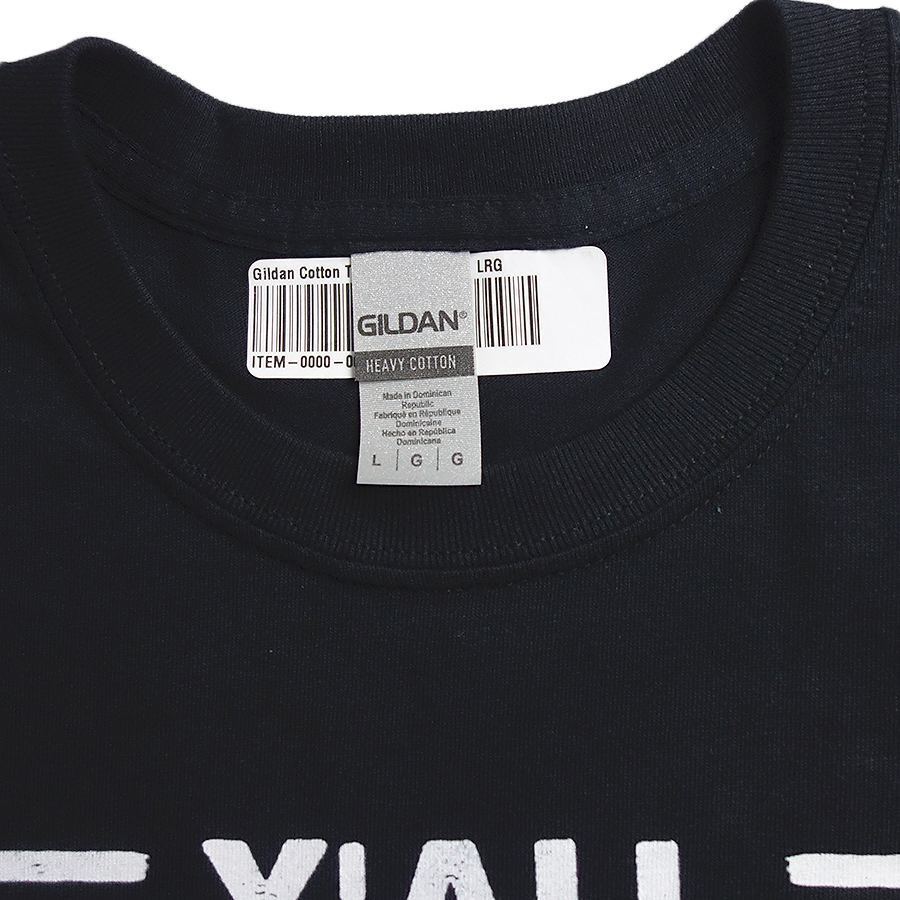 Gildan Cotton T LRG
ITEM-0000-0
GILDAN®
HEAVY COTTON
Made in Dominican
Republic
Fabriqué en République
Dominicaine
Hecho en República
Dominicana
L | G | G
Y'ALL